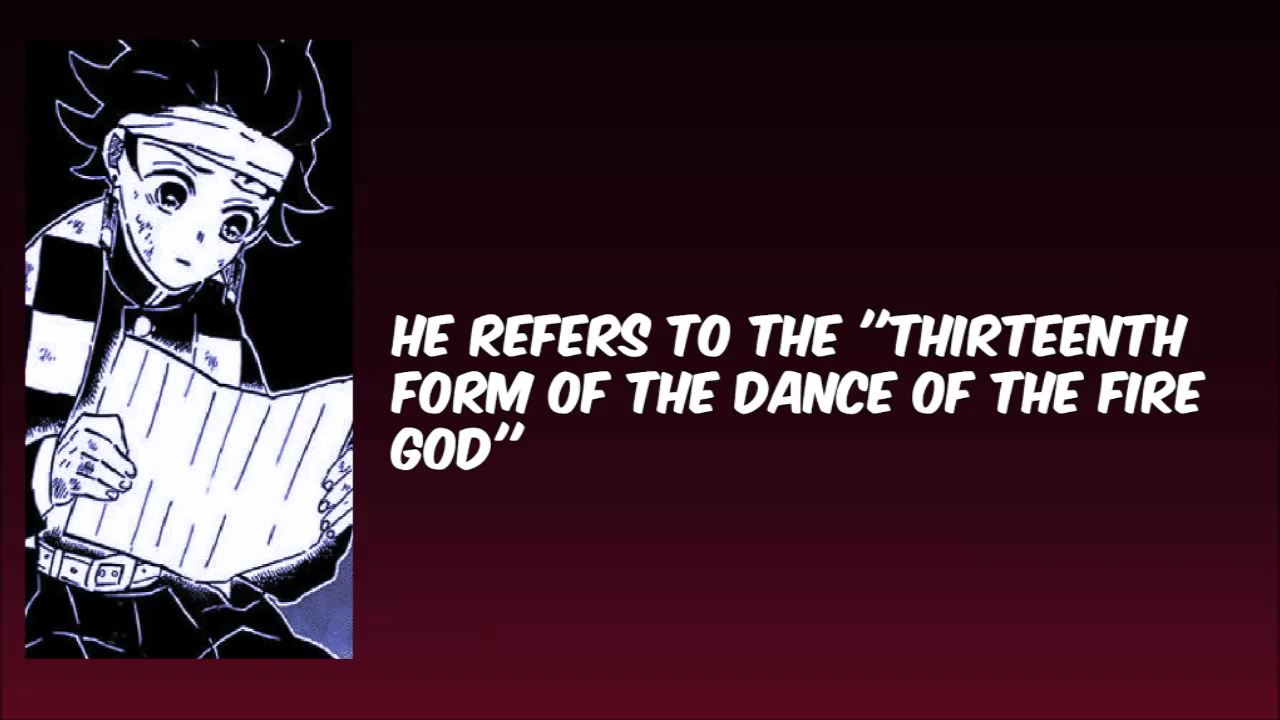 HE REFERS TO THE "THIRTEENTH
FORM OF THE DANCE OF THE FIRE
GOD"